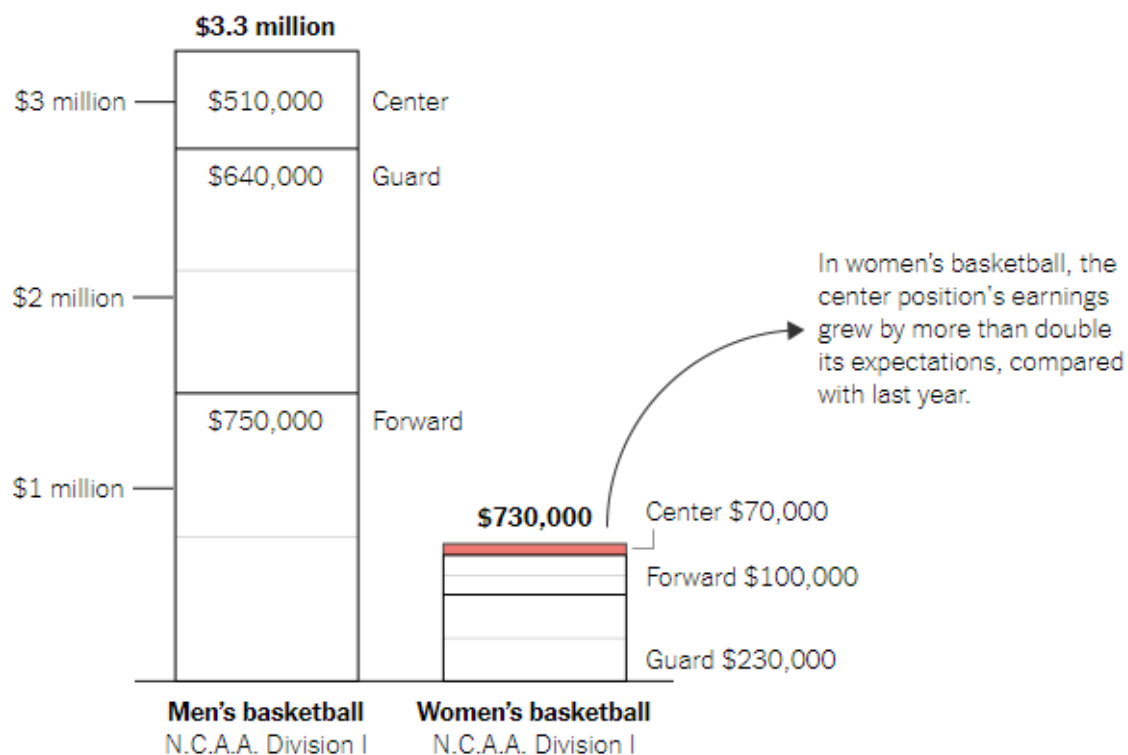 $3.3 million
$3 million
$510,000 Center
$640,000 Guard
$2 million
$750,000 Forward
$1 million
In women’s basketball, the
center position’s earnings
grew by more than double
its expectations, compared
with last year.
$730,000
Center $70,000
Forward $100,000
Guard $230,000
Men’s basketball
N.C.A.A. Division I
Women’s basketball
N.C.A.A. Division I